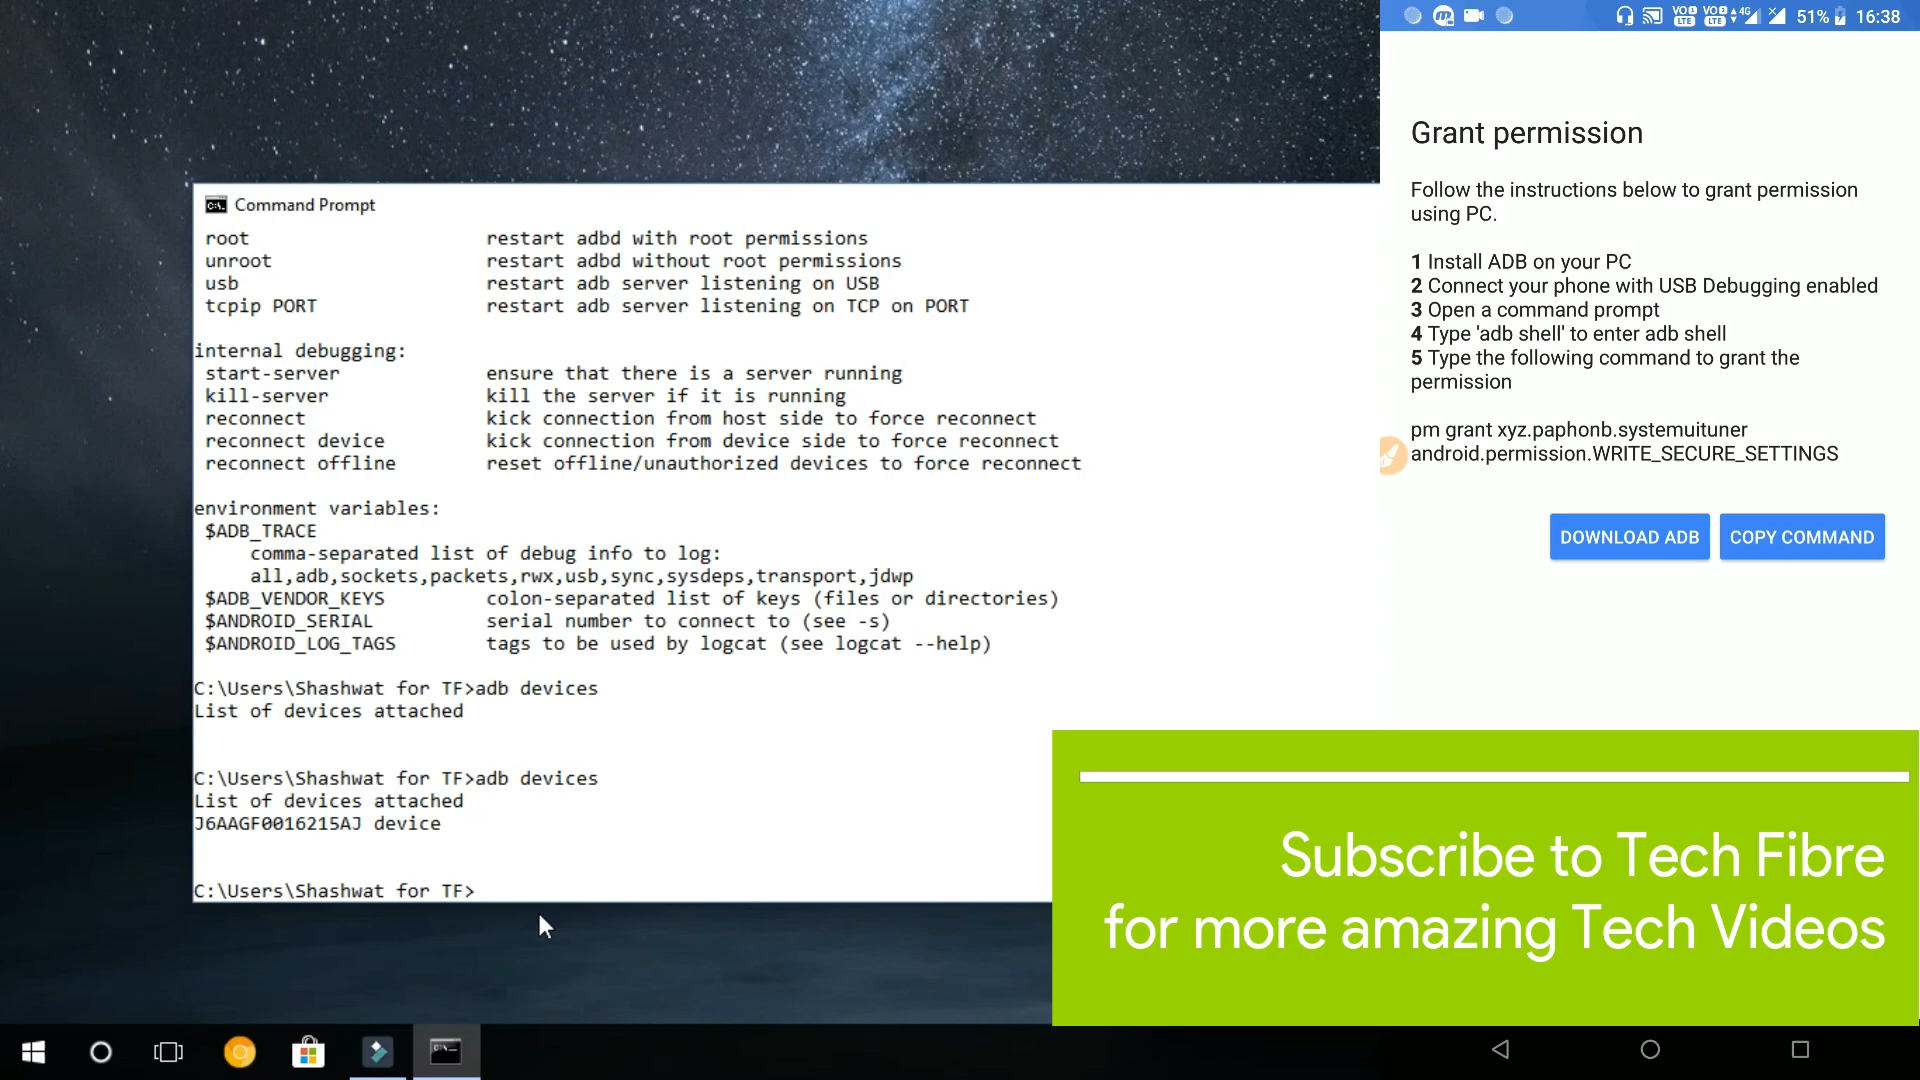 Command Prompt
root restart adbd with root permissions
unroot restart adbd without root permissions
usb restart adb server listening on USB
tcpip PORT restart adb server listening on TCP on PORT
internal debugging:
start-server ensure that there is a server running
kill-server kill the server if it is running
reconnect kick connection from host side to force reconnect
reconnect device kick connection from device side to force reconnect
reconnect offline reset offline/unauthorized devices to force reconnect
environment variables:
$ADB_TRACE
comma-separated list of debug info to log:
all,adb,sockets,packets,rwx,usb,sync,sysdeps,transport,jdwp
$ADB_VENDOR_KEYS colon-separated list of keys (files or directories)
$ANDROID_SERIAL serial number to connect to (see -s)
$ANDROID_LOG_TAGS tags to be used by logcat (see logcat --help)
C:\Users\Shashwat for TF>adb devices
List of devices attached
C:\Users\Shashwat for TF>adb devices
List of devices attached
J6AAGF0016215AJ device
C:\Users\Shashwat for TF>
51% 16:38
Grant permission
Follow the instructions below to grant permission
using PC.
1 Install ADB on your PC
2 Connect your phone with USB Debugging enabled
3 Open a command prompt
4 Type 'adb shell' to enter adb shell
5 Type the following command to grant the
permission
pm grant xyz.paphonb.systemuituner
android.permission.WRITE_SECURE_SETTINGS
DOWNLOAD ADB COPY COMMAND
Subscribe to Tech Fibre
for more amazing Tech Videos